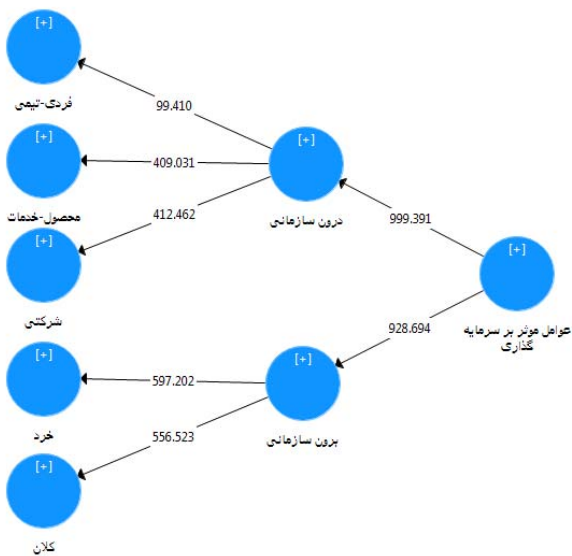 [+]
فردی-تیمی
[+]
محصول-خدمات
[+]
شرکتی
[+]
خرد
[+]
کلان
99.410
409.031
412.462
597.202
556.523
[+]
درون سازمانی
[+]
برون سازمانی
999.391
928.694
[+]
عوامل موثر بر سرمایه
گذاری